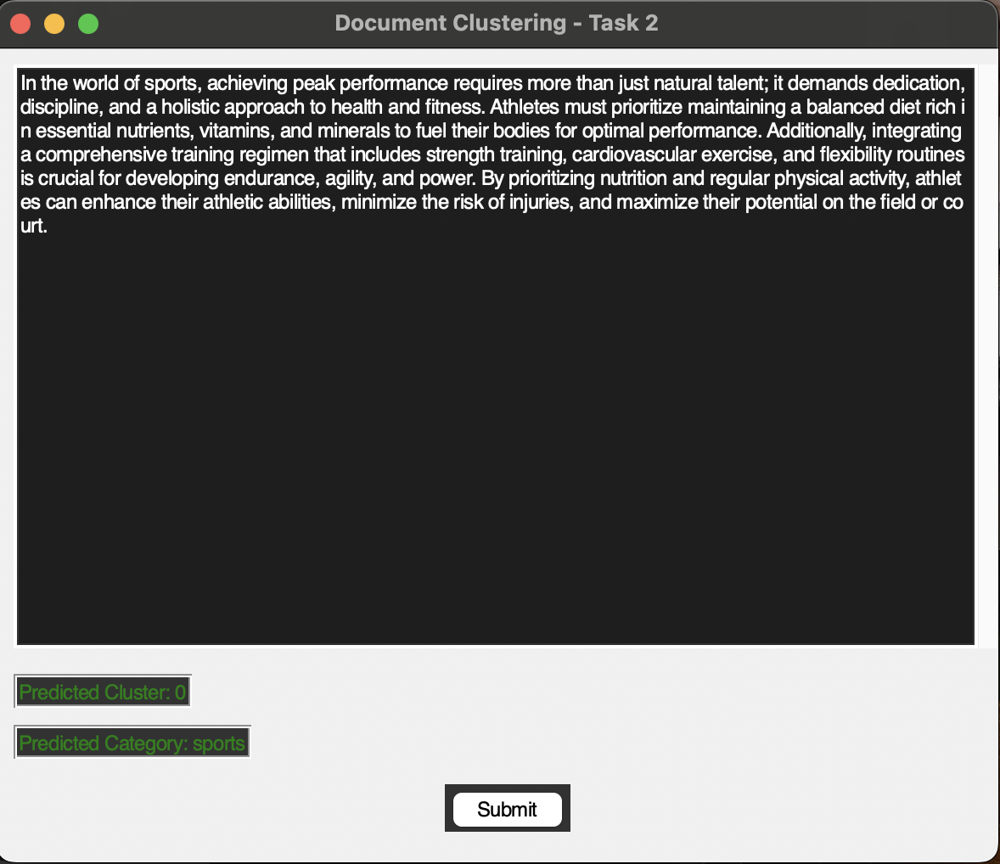 Document Clustering - Task 2
In the world of sports, achieving peak performance requires more than just natural talent; it demands dedication,
discipline, and a holistic approach to health and fitness. Athletes must prioritize maintaining a balanced diet rich i
n essential nutrients, vitamins, and minerals to fuel their bodies for optimal performance. Additionally, integrating
a comprehensive training regimen that includes strength training, cardiovascular exercise, and flexibility routines
is crucial for developing endurance, agility, and power. By prioritizing nutrition and regular physical activity, athlet
es can enhance their athletic abilities, minimize the risk of injuries, and maximize their potential on the field or co
urt.
Predicted Cluster: 0
Predicted Category: sports
Submit